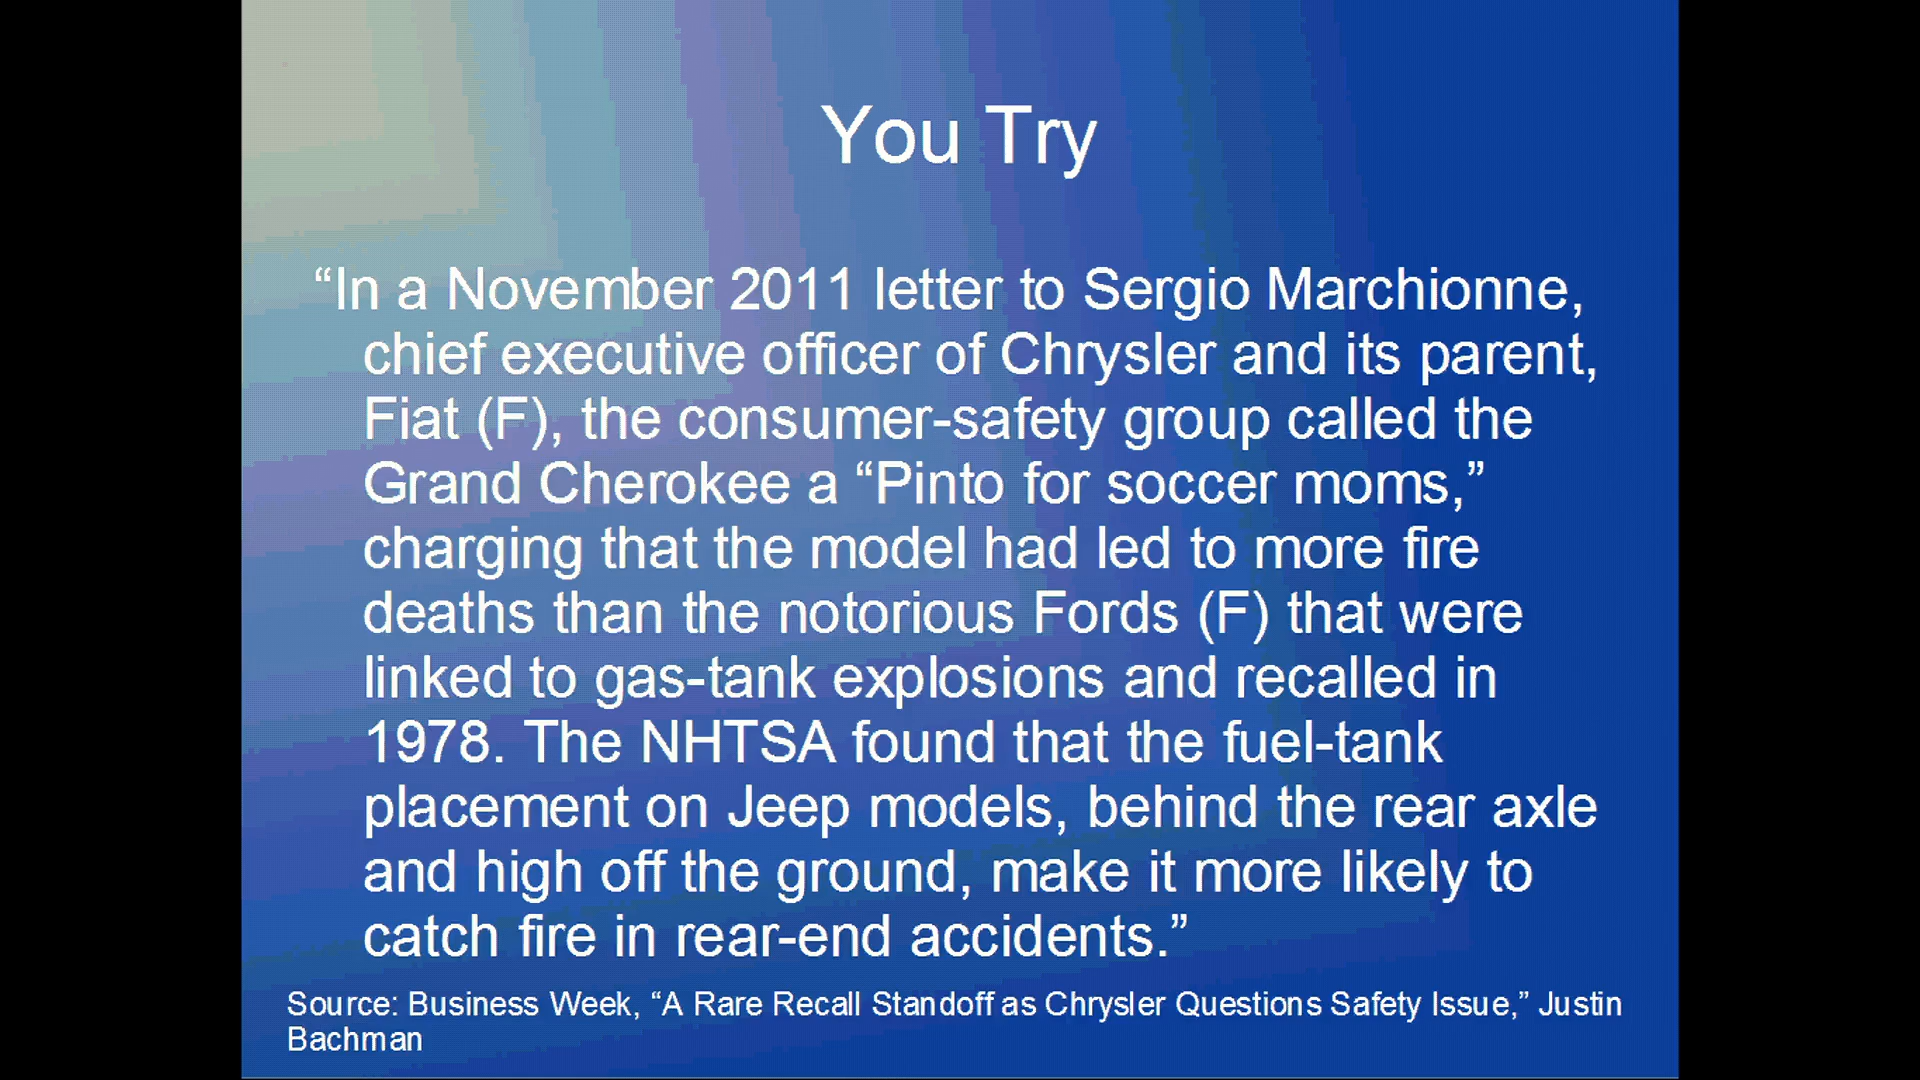 You Try
“In a November 2011 letter to Sergio Marchionne,
chief executive officer of Chrysler and its parent,
Fiat (F), the consumer-safety group called the
Grand Cherokee a “Pinto for soccer moms,”
charging that the model had led to more fire
deaths than the notorious Fords (F) that were
linked to gas-tank explosions and recalled in
1978. The NHTSA found that the fuel-tank
placement on Jeep models, behind the rear axle
and high off the ground, make it more likely to
catch fire in rear-end accidents.”
Source: Business Week, “A Rare Recall Standoff as Chrysler Questions Safety Issue,” Justin
Bachman